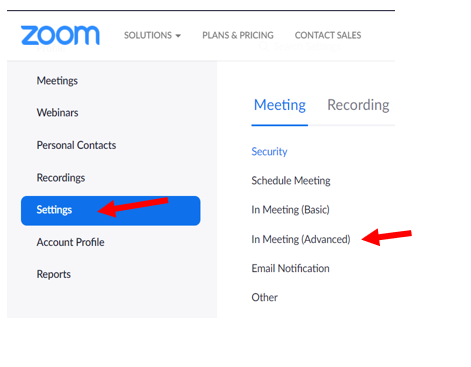 zoom SOLUTIONS PLANS & PRICING CONTACT SALES
Meetings
Webinars
Personal Contacts
Recordings
Settings
Account Profile
Reports
Meeting Recording
Security
Schedule Meeting
In Meeting (Basic)
In Meeting (Advanced)
Email Notification
Other